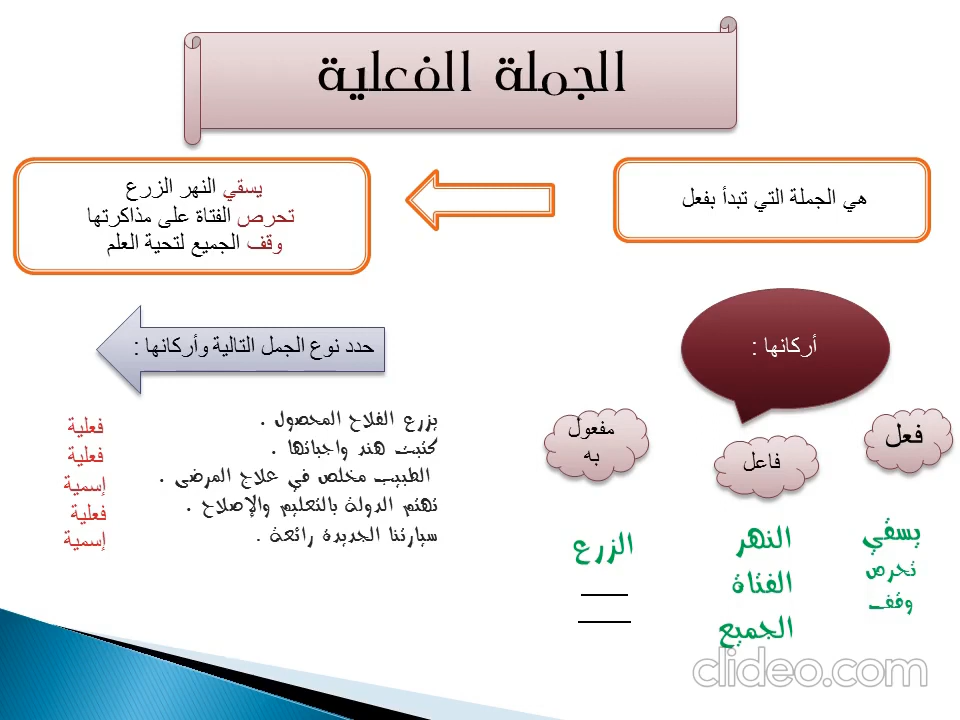 الجملة الفعلية
هي الجملة التي تبدأ بفعل
يسقي النهر الزرع
تحرص الفتاة على مذاكرتها
وقف الجميع لتحية العلم
أركانها :
فعل
فاعل
مفعول
به
يسقي
تحرص
وقف
النهر
الفتاة
الجميع
الزرع
حدد نوع الجمل التالية وأركانها :
يزرع الفلاح المحصول .
فعلية
كتبت هند واجباتها .
فعلية
الطبيب مخلص في علاج المرضى .
إسمية
تهتم الدولة بالتعليم والإصلاح .
فعلية
سيارتنا الجديدة رائعة .
إسمية
clideo.com